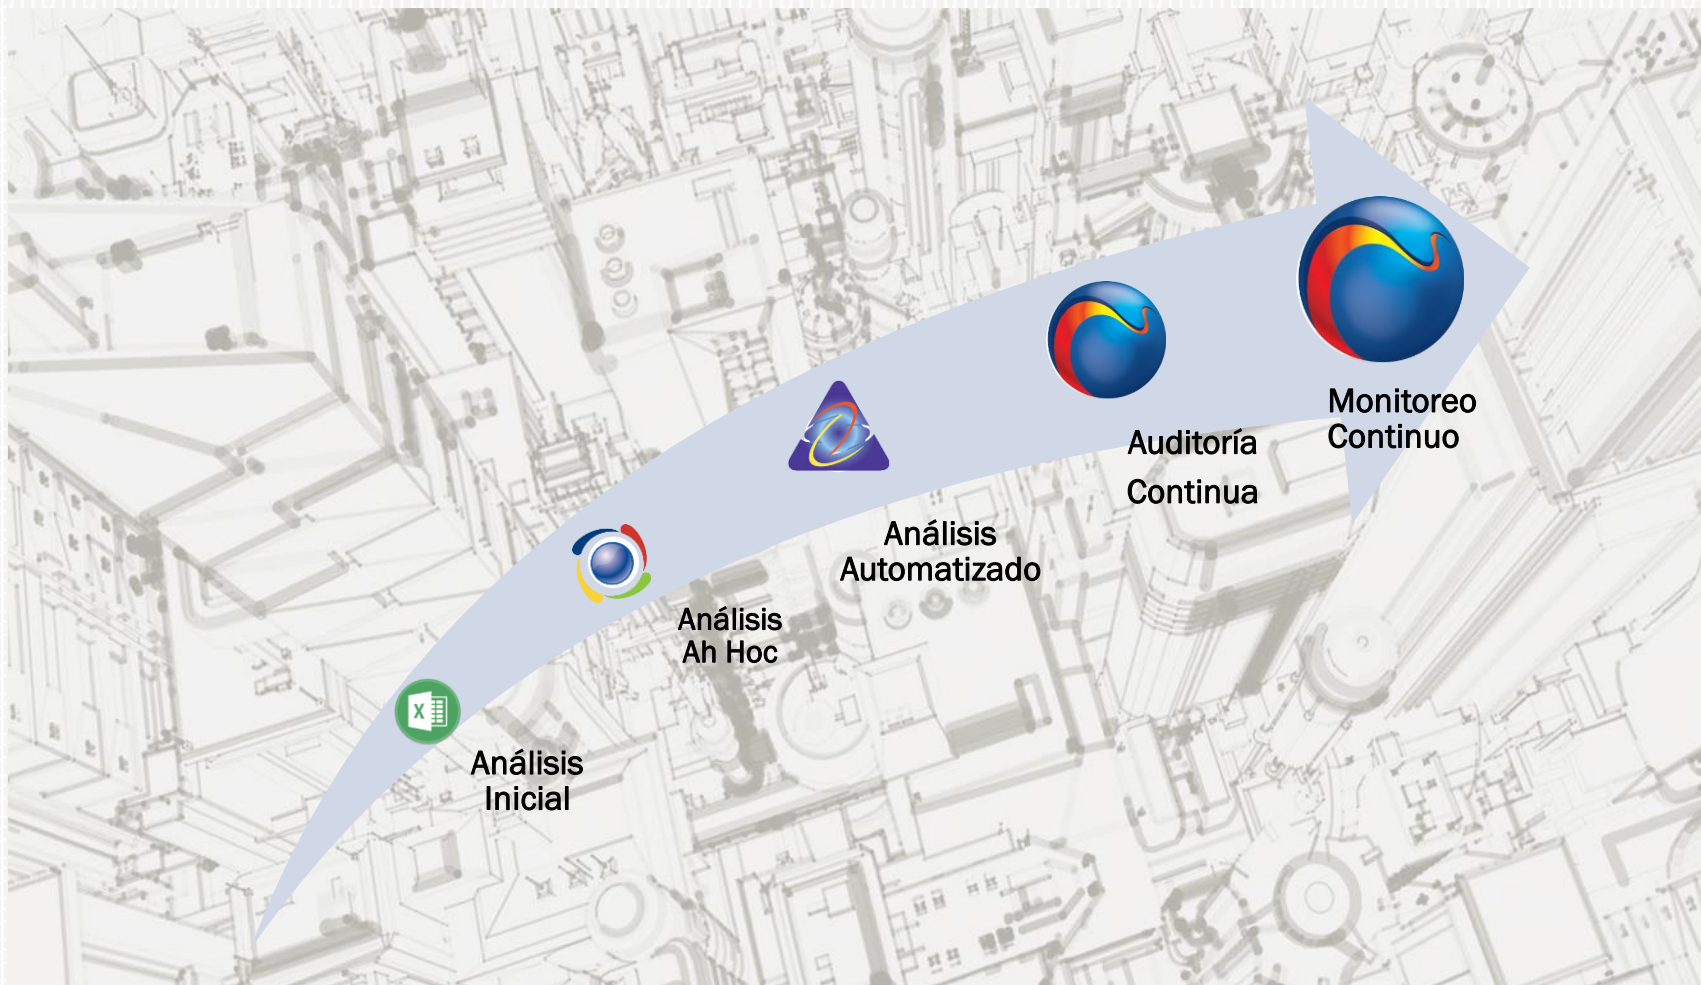 Monitoreo
Continuo
Auditoría
Continua
Análisis
Automatizado
Análisis
Ah Hoc
X
Análisis
Inicial